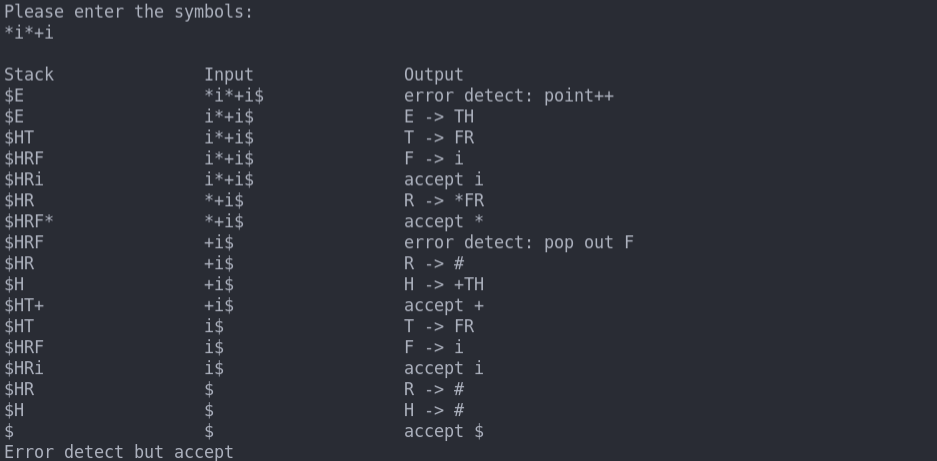 Please enter the symbols:
*i*+i
Stack Input Output
$E *i*+i$ error detect: point++
$E i*+i$ E -> TH
$HT i*+i$ T -> FR
$HRF i*+i$ F -> i
$HRi i*+i$ accept i
$HR *+i$ R -> *FR
$HRF* *+i$ accept *
$HRF +i$ error detect: pop out F
$HR +i$ R -> #
$H +i$ H -> +TH
$HT+ +i$ accept +
$HT i$ T -> FR
$HRF i$ F -> i
$HRi i$ accept i
$HR $ R -> #
$H $ H -> #
$ $ accept $
Error detect but accept